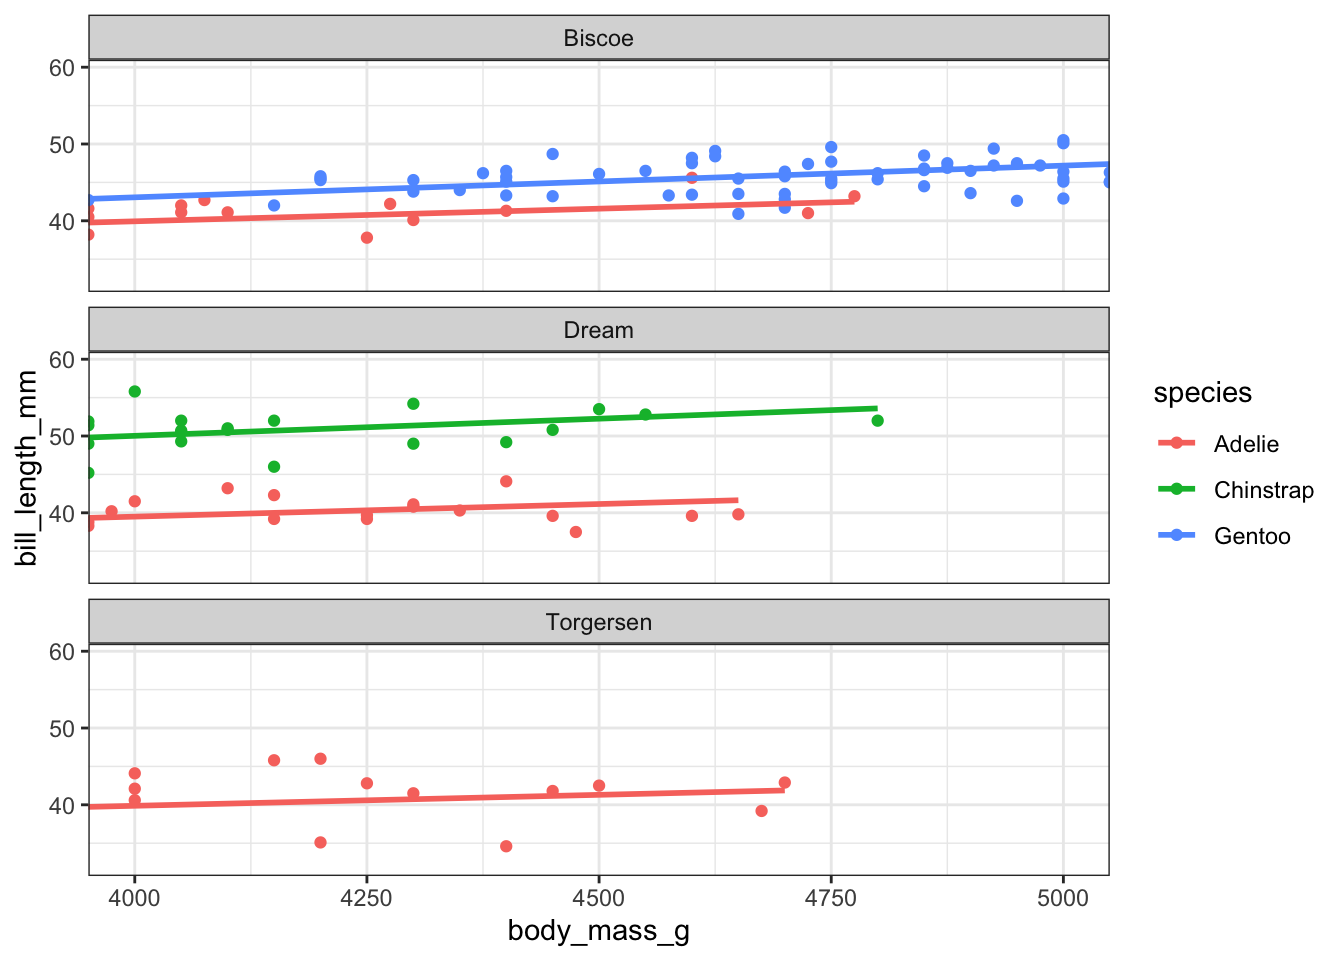 Biscoe
60
50
40
Dream
60
50
40
Torgersen
60
50
40
4000 4250 4500 4750 5000
body_mass_g
bill_length_mm
species
Adelie
Chinstrap
Gentoo